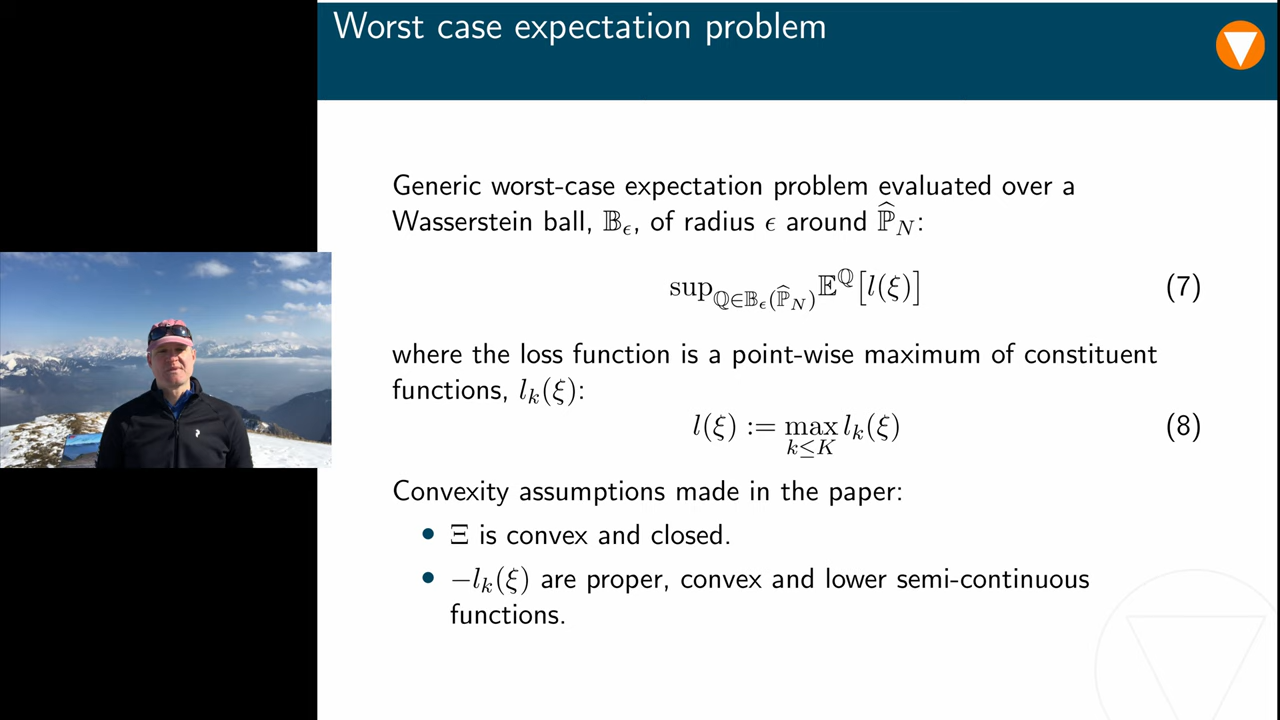 Worst case expectation problem
Generic worst-case expectation problem evaluated over a
Wasserstein ball, 𝔹_ϵ, of radius ϵ around ℙ̂_N:
sup_{ℚ∈𝔹_ϵ(ℙ̂_N)} 𝔼^ℚ[l(ξ)] (7)
where the loss function is a point-wise maximum of constituent
functions, l_k(ξ):
l(ξ) := max_{k≤K} l_k(ξ) (8)
Convexity assumptions made in the paper:
• Ξ is convex and closed.
• −l_k(ξ) are proper, convex and lower semi-continuous
functions.